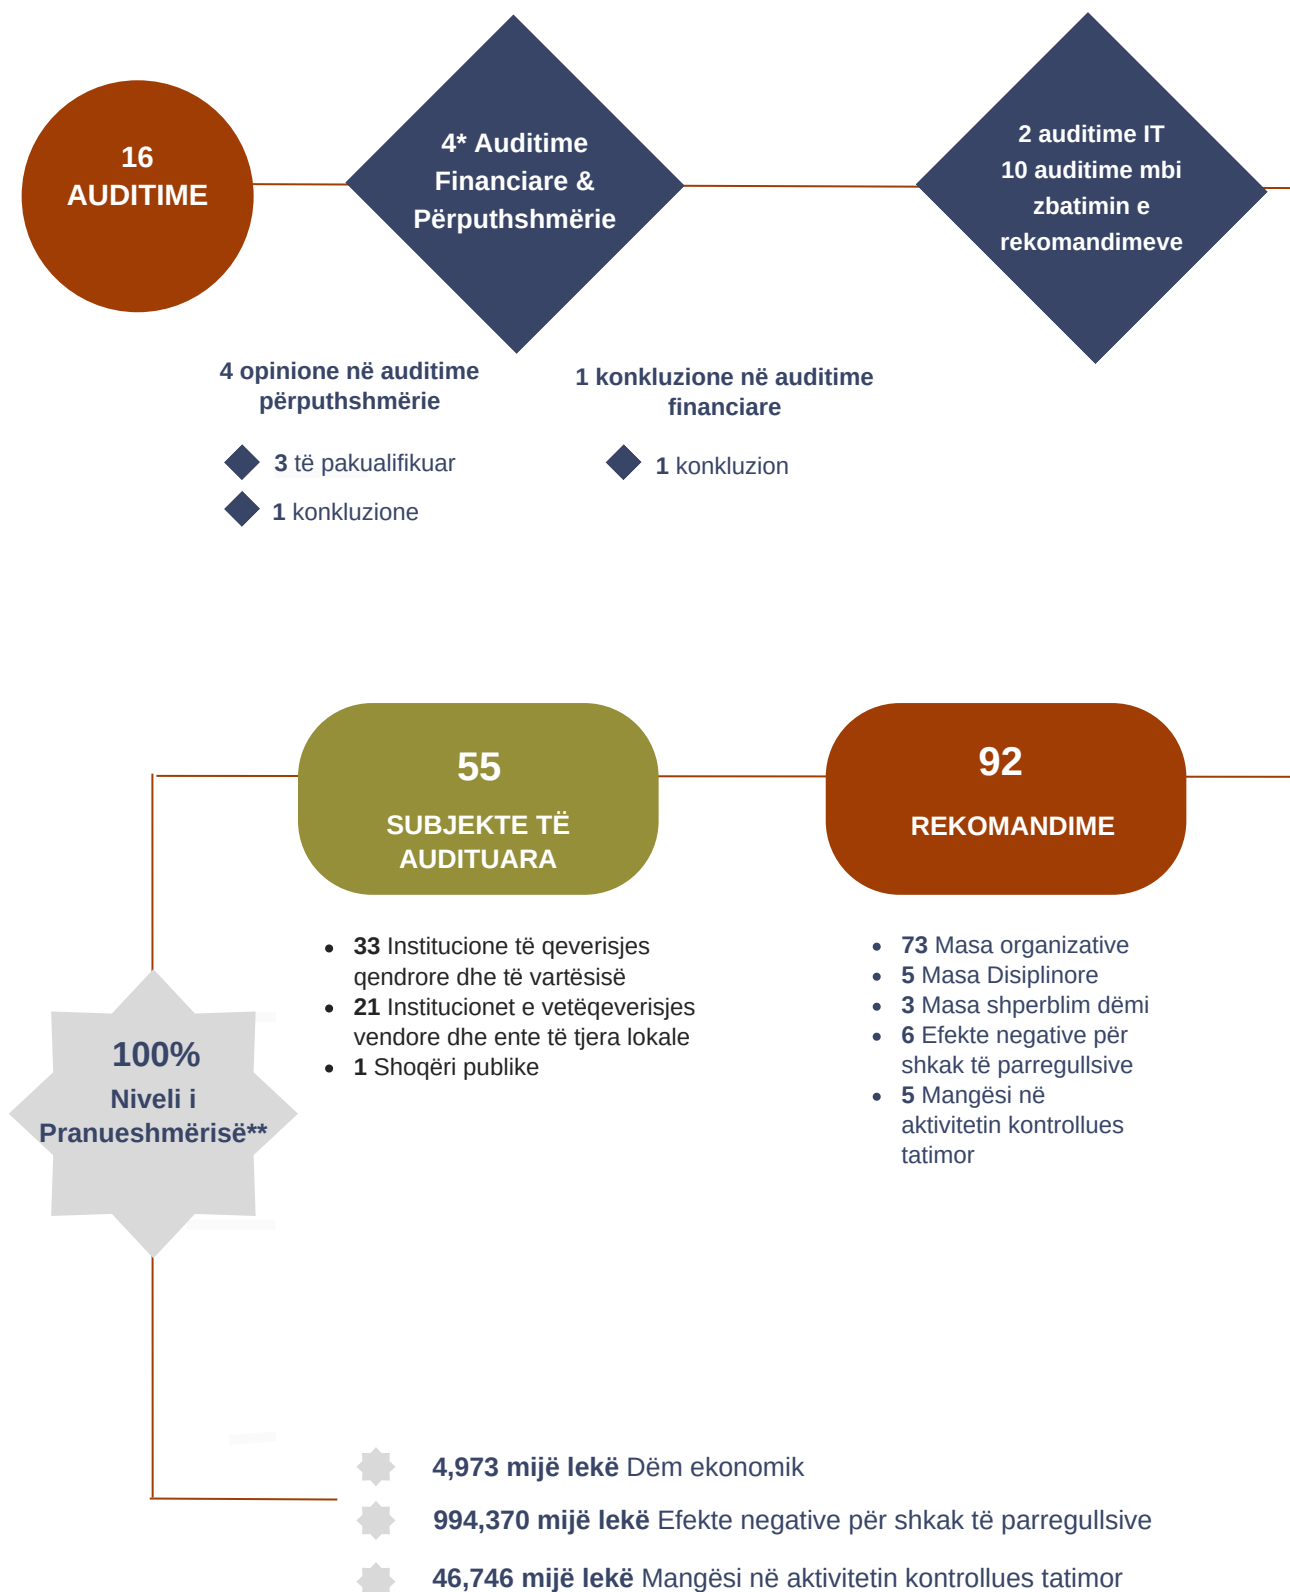 16
AUDITIME
4* Auditime
Financiare &
Përputhshmërie
2 auditime IT
10 auditime mbi
zbatimin e
rekomandimeve
4 opinione në auditime
përputhshmërie
3 të pakualifikuar
1 konkluzione
1 konkluzione në auditime
financiare
1 konkluzion
55
SUBJEKTE TË
AUDITUARA
33 Institucione të qeverisjes
qendrore dhe të vartësisë
21 Institucionet e vetëqeverisjes
vendore dhe ente të tjera lokale
1 Shoqëri publike
92
REKOMANDIME
73 Masa organizative
5 Masa Disiplinore
3 Masa shperblim dëmi
6 Efekte negative për
shkak të parregullsive
5 Mangësi në
aktivitetin kontrollues
tatimor
100%
Niveli i
Pranueshmërisë**
4,973 mijë lekë Dëm ekonomik
994,370 mijë lekë Efekte negative për shkak të parregullsive
46,746 mijë lekë Mangësi në aktivitetin kontrollues tatimor